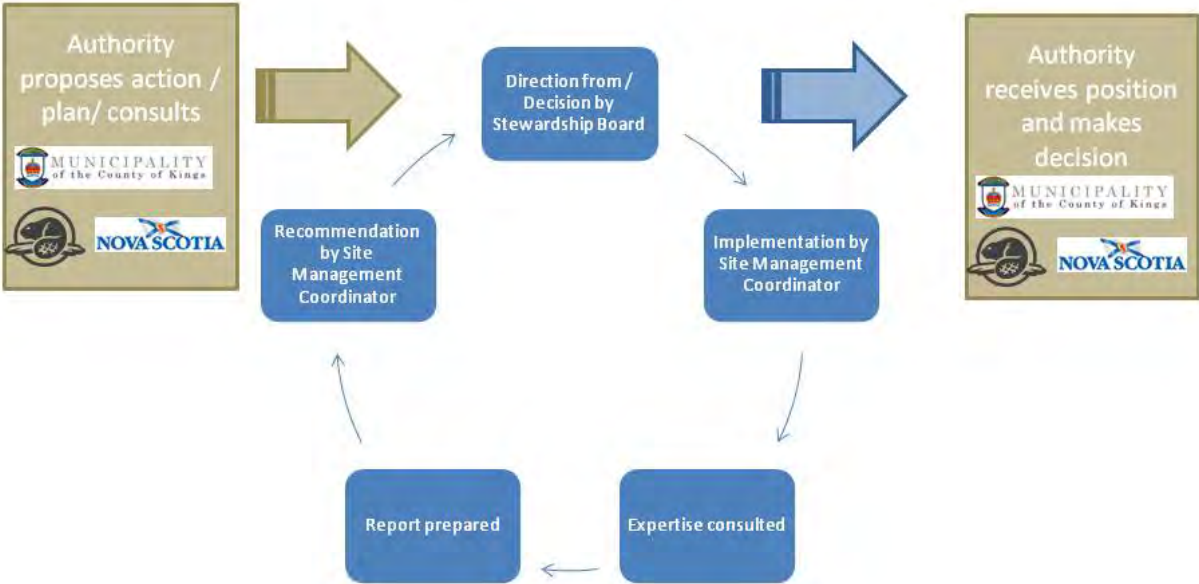 Authority
proposes action /
plan/ consults
MUNICIPALITY
of the County of Kings
NOVA SCOTIA
Direction from /
Decision by
Stewardship Board
Authority
receives position
and makes
decision
MUNICIPALITY
of the County of Kings
NOVA SCOTIA
Recommendation
by Site
Management
Coordinator
Implementation by
Site Management
Coordinator
Report prepared
Expertise consulted